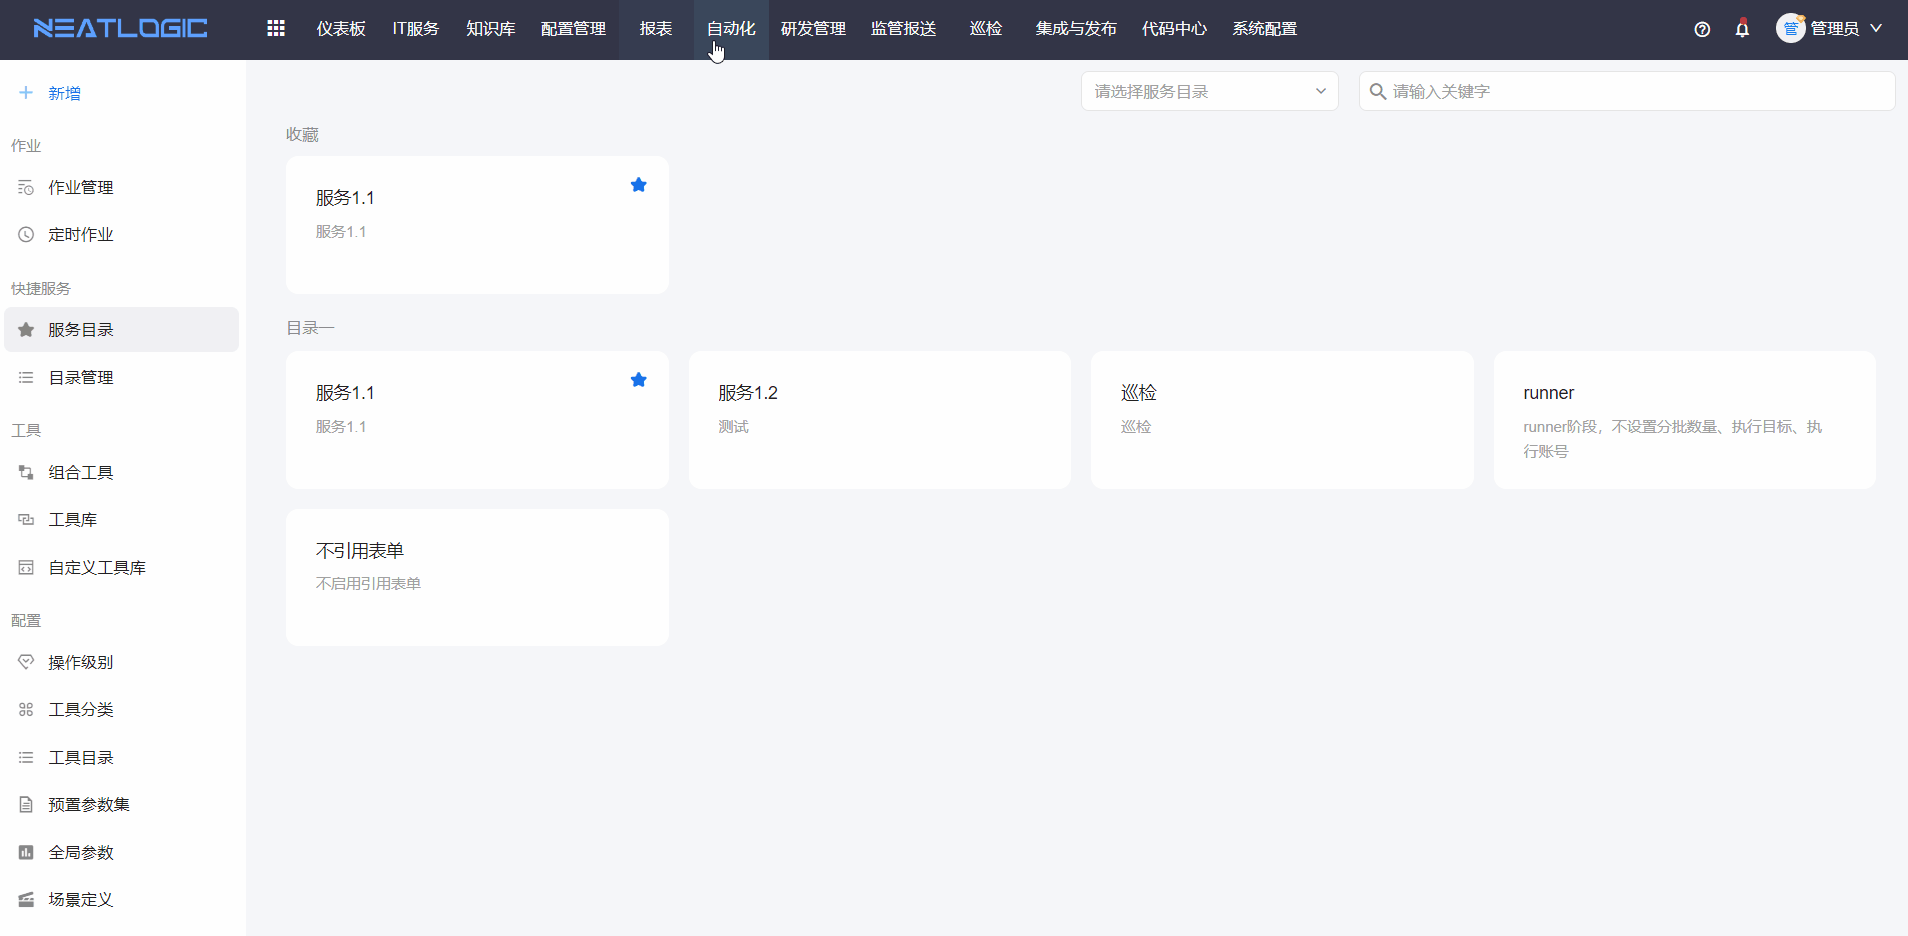 NEATLOGIC
仪表板
IT服务
知识库
配置管理
报表
自动化
研发管理
监管报送
巡检
集成与发布
代码中心
系统配置
管
管理员
新增
作业
作业管理
定时作业
快捷服务
服务目录
目录管理
工具
组合工具
工具库
自定义工具库
配置
操作级别
工具分类
工具目录
预置参数集
全局参数
场景定义
请选择服务目录
请输入关键字
收藏
服务1.1
服务1.1
目录一
服务1.1
服务1.1
服务1.2
测试
巡检
巡检
runner
runner阶段，不设置分批数量、执行目标、执
行账号
不引用表单
不启用引用表单